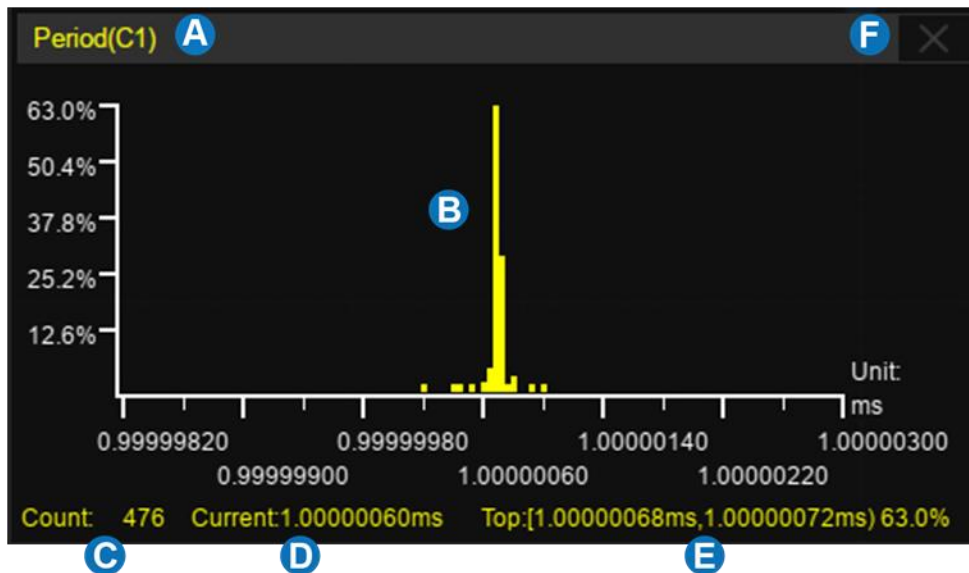 Period(C1) A F
63.0%
50.4%
B
37.8%
25.2%
12.6%
Unit:
ms
0.99999820 0.99999980 1.00000140 1.00000300
0.99999900 1.00000060 1.00000220
Count: 476 Current:1.00000060ms Top:[1.00000068ms,1.00000072ms) 63.0%
C D E